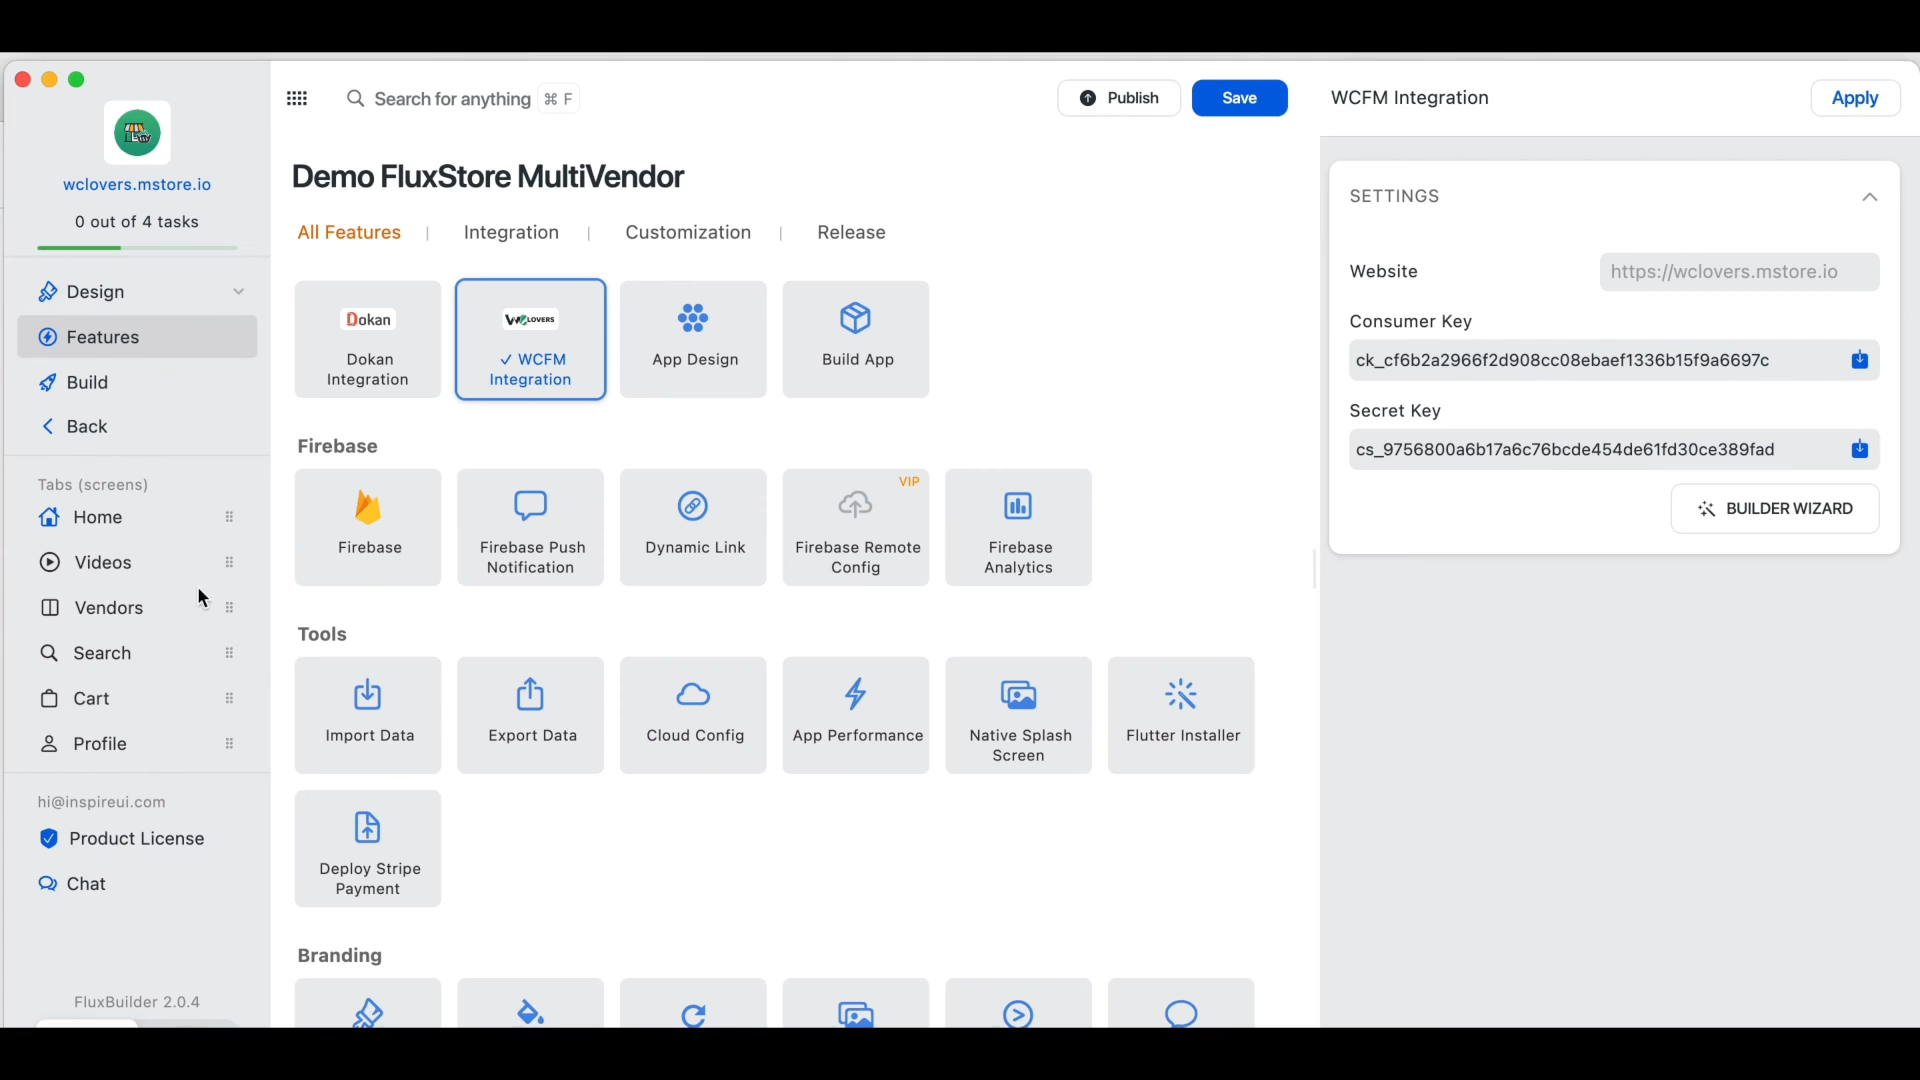 wclovers.mstore.io
0 out of 4 tasks
Design
Features
Build
Back
Tabs (screens)
Home
Videos
Vendors
Search
Cart
Profile
hi@inspireui.com
Product License
Chat
FluxBuilder 2.0.4
Search for anything ⌘ F
Publish
Save
Demo FluxStore MultiVendor
All Features | Integration | Customization | Release
Dokan
Dokan
Integration
WCLOVERS
✓ WCFM
Integration
App Design
Build App
Firebase
Firebase
Firebase Push
Notification
Dynamic Link
VIP
Firebase Remote
Config
Firebase
Analytics
Tools
Import Data
Export Data
Cloud Config
App Performance
Native Splash
Screen
Flutter Installer
Deploy Stripe
Payment
Branding
WCFM Integration
Apply
SETTINGS
Website
https://wclovers.mstore.io
Consumer Key
ck_cf6b2a2966f2d908cc08ebaef1336b15f9a6697c
Secret Key
cs_9756800a6b17a6c76bcde454de61fd30ce389fad
BUILDER WIZARD